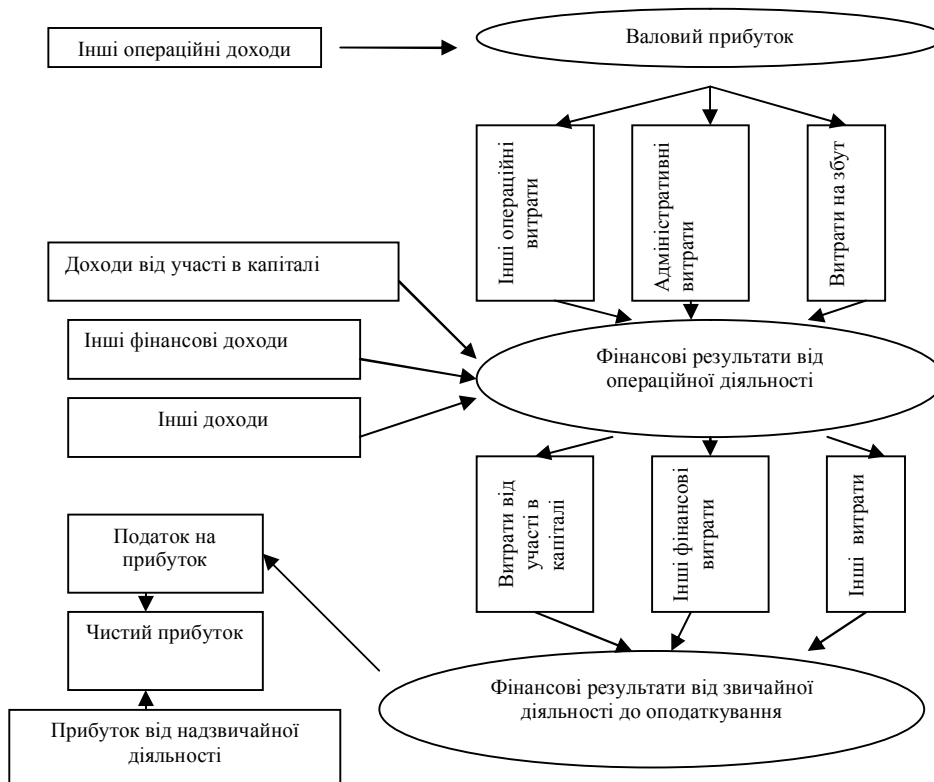 Інші операційні доходи
Валовий прибуток
Інші операційні
витрати
Адміністративні
витрати
Витрати на збут
Доходи від участі в капіталі
Інші фінансові доходи
Інші доходи
Фінансові результати від
операційної діяльності
Витрати від
участі в
капіталі
Інші фінансові
витрати
Інші витрати
Податок на
прибуток
Чистий прибуток
Прибуток від надзвичайної
діяльності
Фінансові результати від звичайної
діяльності до оподаткування